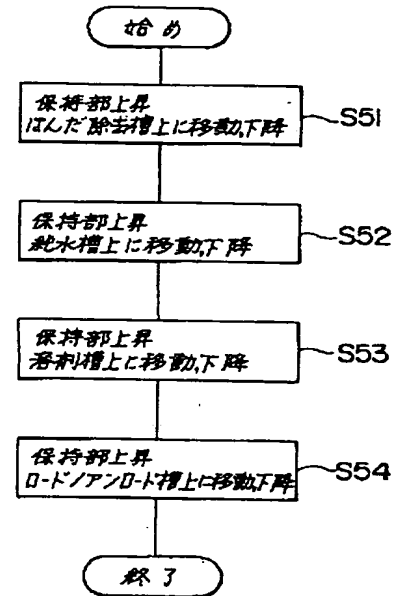 始め
保持部上昇
はんだ除去槽上に移動,下降
S51
保持部上昇
純水槽上に移動,下降
S52
保持部上昇
溶剤槽上に移動,下降
S53
保持部上昇
ロード/アンロード槽上に移動,下降
S54
終了